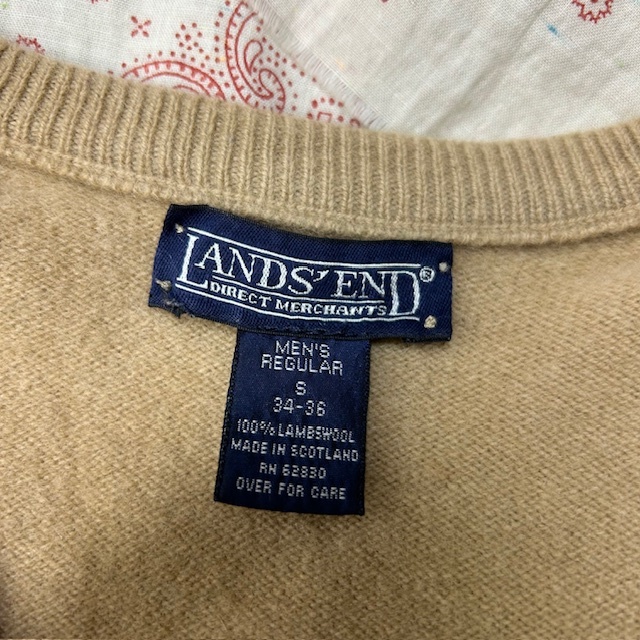 LANDS' END®
DIRECT MERCHANTS
MEN'S
REGULAR
S
34-36
100% LAMBSWOOL
MADE IN SCOTLAND
RN 62830
OVER FOR CARE